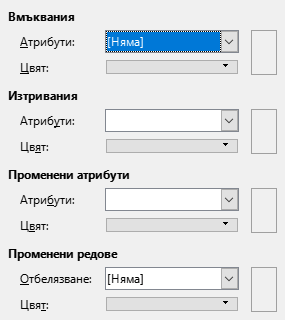 Вмъквания
Атрибути: [Няма]
Цвят:
Изтривания
Атрибути:
Цвят:
Променени атрибути
Атрибути:
Цвят:
Променени редове
Отбелязване: [Няма]
Цвят: